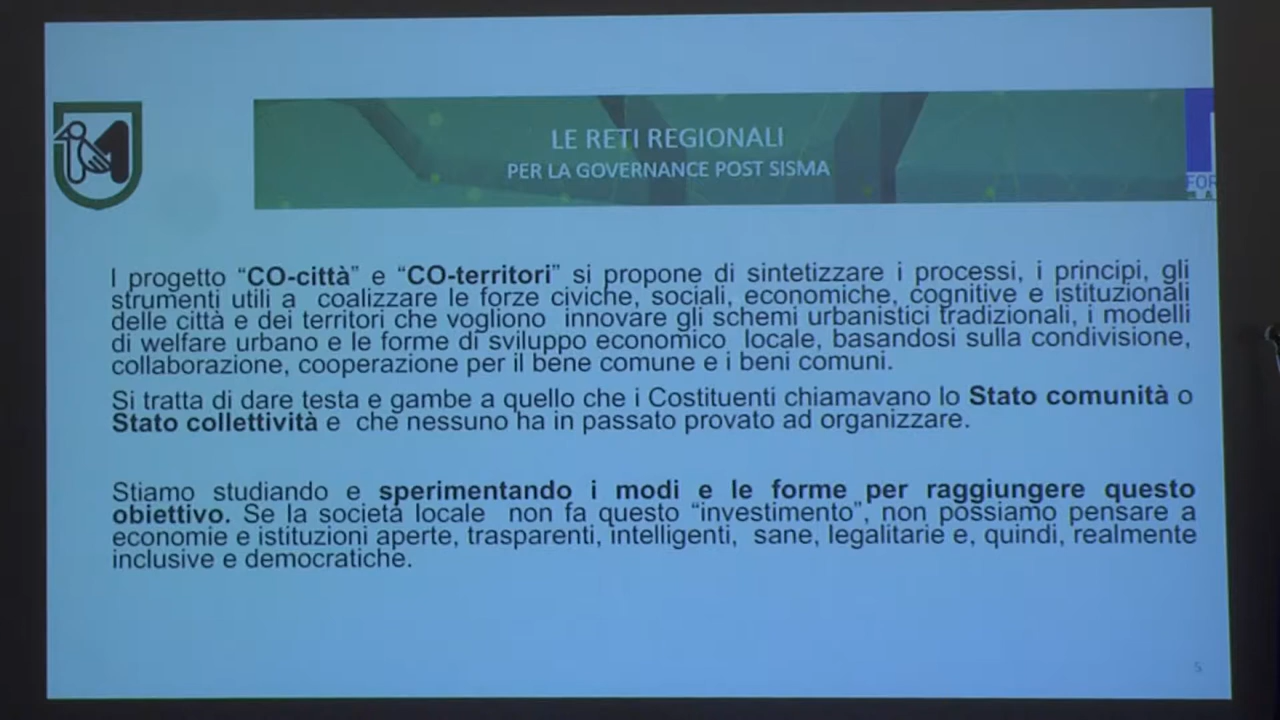 LE RETI REGIONALI
PER LA GOVERNANCE POST SISMA
FOR
I progetto “CO-città” e “CO-territori” si propone di sintetizzare i processi, i principi, gli
strumenti utili a coalizzare le forze civiche, sociali, economiche, cognitive e istituzionali
delle città e dei territori che vogliono innovare gli schemi urbanistici tradizionali, i modelli
di welfare urbano e le forme di sviluppo economico locale, basandosi sulla condivisione,
collaborazione, cooperazione per il bene comune e i beni comuni.
Si tratta di dare testa e gambe a quello che i Costituenti chiamavano lo Stato comunità o
Stato collettività e che nessuno ha in passato provato ad organizzare.
Stiamo studiando e sperimentando i modi e le forme per raggiungere questo
obiettivo. Se la società locale non fa questo “investimento”, non possiamo pensare a
economie e istituzioni aperte, trasparenti, intelligenti, sane, legalitarie e, quindi, realmente
inclusive e democratiche.
5